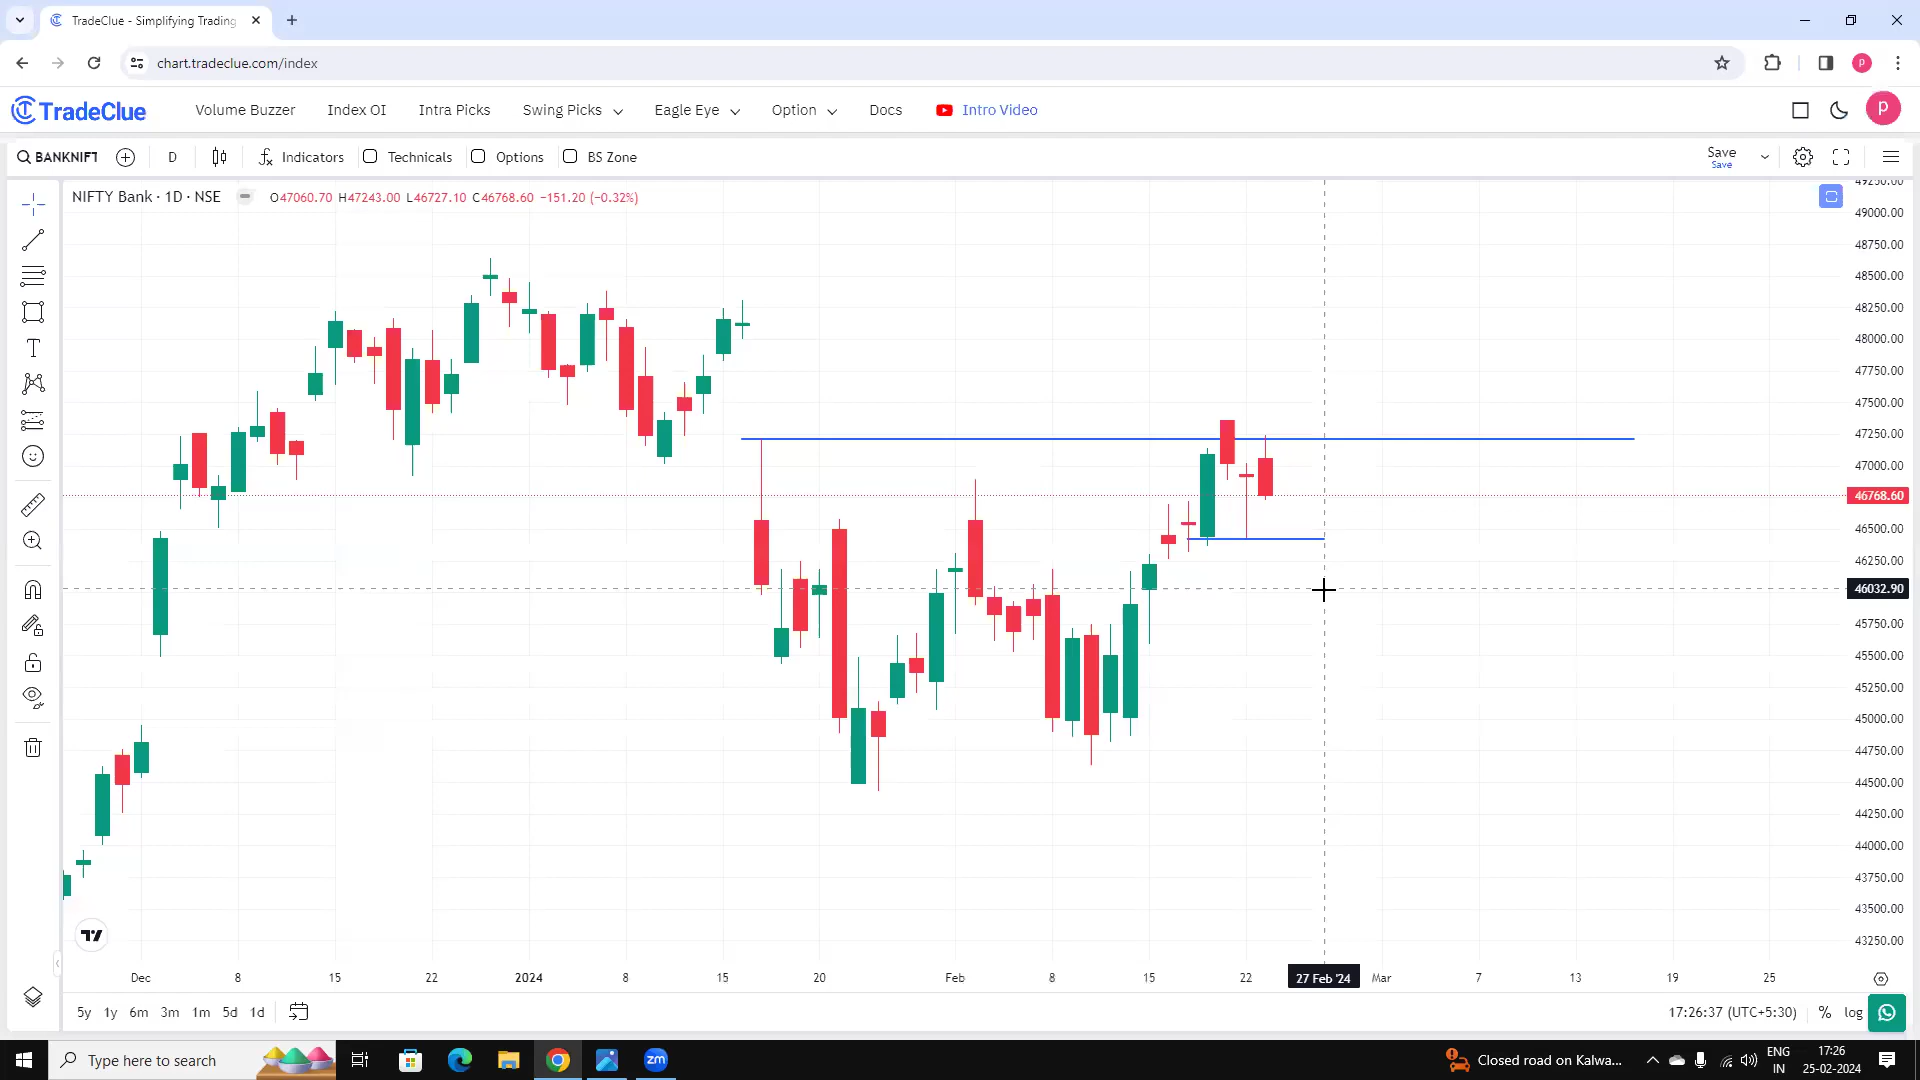 TradeClue - Simplifying Trading
chart.tradeclue.com/index
P
TradeClue
Volume Buzzer
Index OI
Intra Picks
Swing Picks
Eagle Eye
Option
Docs
Intro Video
P
BANKNIFT
D
Indicators
Technicals
Options
BS Zone
Save
Save
NIFTY Bank · 1D · NSE
O47060.70 H47243.00 L46727.10 C46768.60 −151.20 (−0.32%)
49250.00
49000.00
48750.00
48500.00
48250.00
48000.00
47750.00
47500.00
47250.00
47000.00
46768.60
46500.00
46250.00
46032.90
45750.00
45500.00
45250.00
45000.00
44750.00
44500.00
44250.00
44000.00
43750.00
43500.00
43250.00
Dec 8 15 22 2024 8 15 20 Feb 8 15 22 27 Feb '24 Mar 7 13 19 25
5y 1y 6m 3m 1m 5d 1d
17:26:37 (UTC+5:30)
%
log
Type here to search
zm
Closed road on Kalwa...
ENG
IN
17:26
25-02-2024